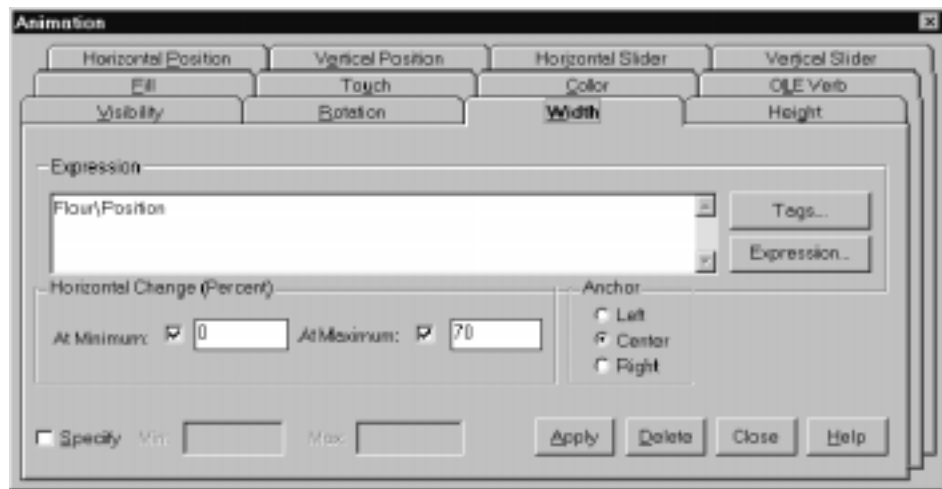 Animation
Horizontal Position Vertical Position Horizontal Slider Vertical Slider
Fill Touch Color OLE Verb
Visibility Rotation Width Height
Expression
Flour\Position
Tags...
Expression...
Horizontal Change (Percent) Anchor
Left
At Minimum: 0 At Maximum: 70
Center
Right
Specify Min: Max: Apply Delete Close Help